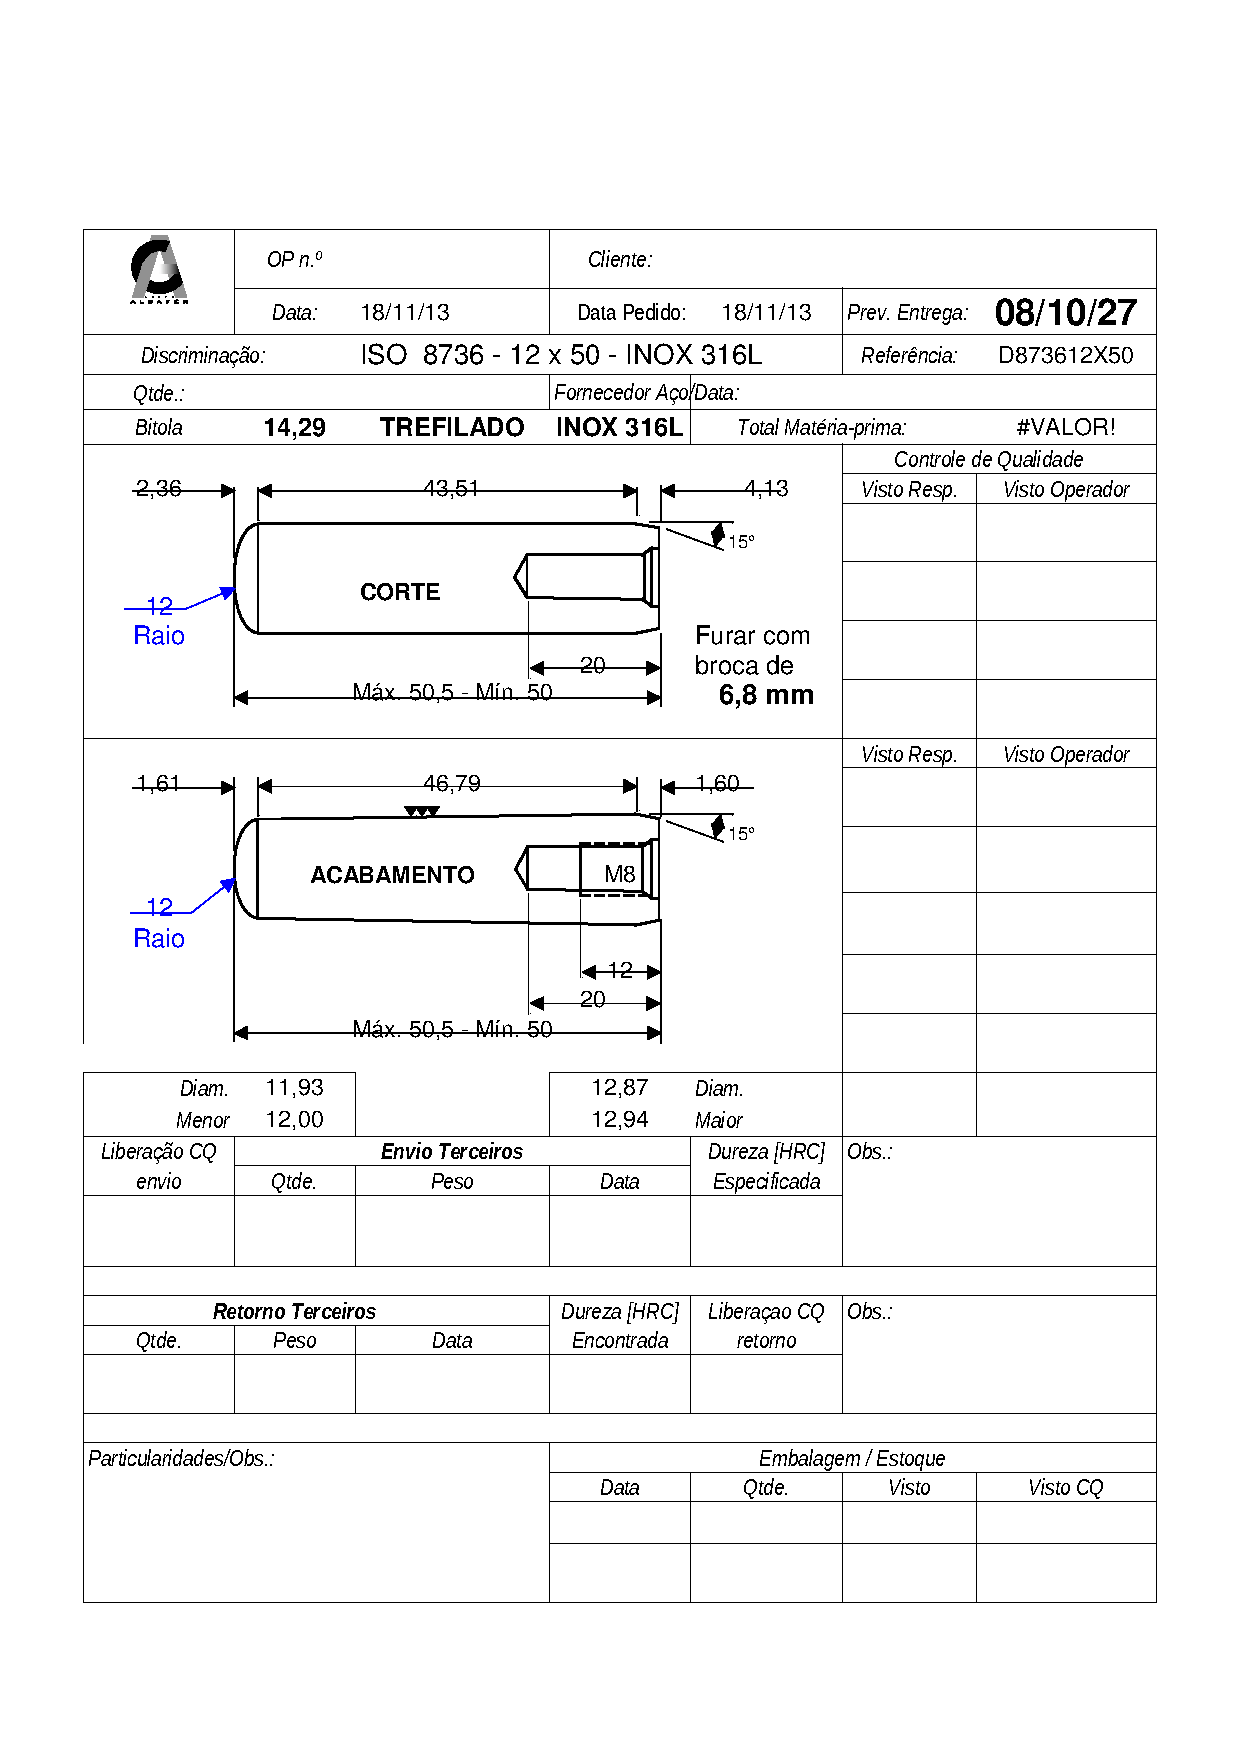 ALBAFER
OP n.º
Cliente:
Data: 18/11/13
Data Pedido: 18/11/13
Prev. Entrega: 08/10/27
Discriminação: ISO 8736 - 12 x 50 - INOX 316L
Referência: D873612X50
Qtde.:
Fornecedor Aço/Data:
Bitola 14,29 TREFILADO INOX 316L
Total Matéria-prima: #VALOR!
Controle de Qualidade
Visto Resp. Visto Operador
2,36 43,51 4,13
15°
CORTE
12
Raio
Furar com
broca de
6,8 mm
20
Máx. 50,5 - Mín. 50
Visto Resp. Visto Operador
1,61 46,79 1,60
15°
ACABAMENTO M8
12
Raio
12
20
Máx. 50,5 - Mín. 50
Diam. 11,93 12,87 Diam.
Menor 12,00 12,94 Maior
Liberação CQ
envio
Envio Terceiros
Qtde. Peso Data
Dureza [HRC]
Especificada
Obs.:
Retorno Terceiros
Qtde. Peso Data
Dureza [HRC]
Encontrada
Liberaçao CQ
retorno
Obs.:
Particularidades/Obs.:
Embalagem / Estoque
Data Qtde. Visto Visto CQ